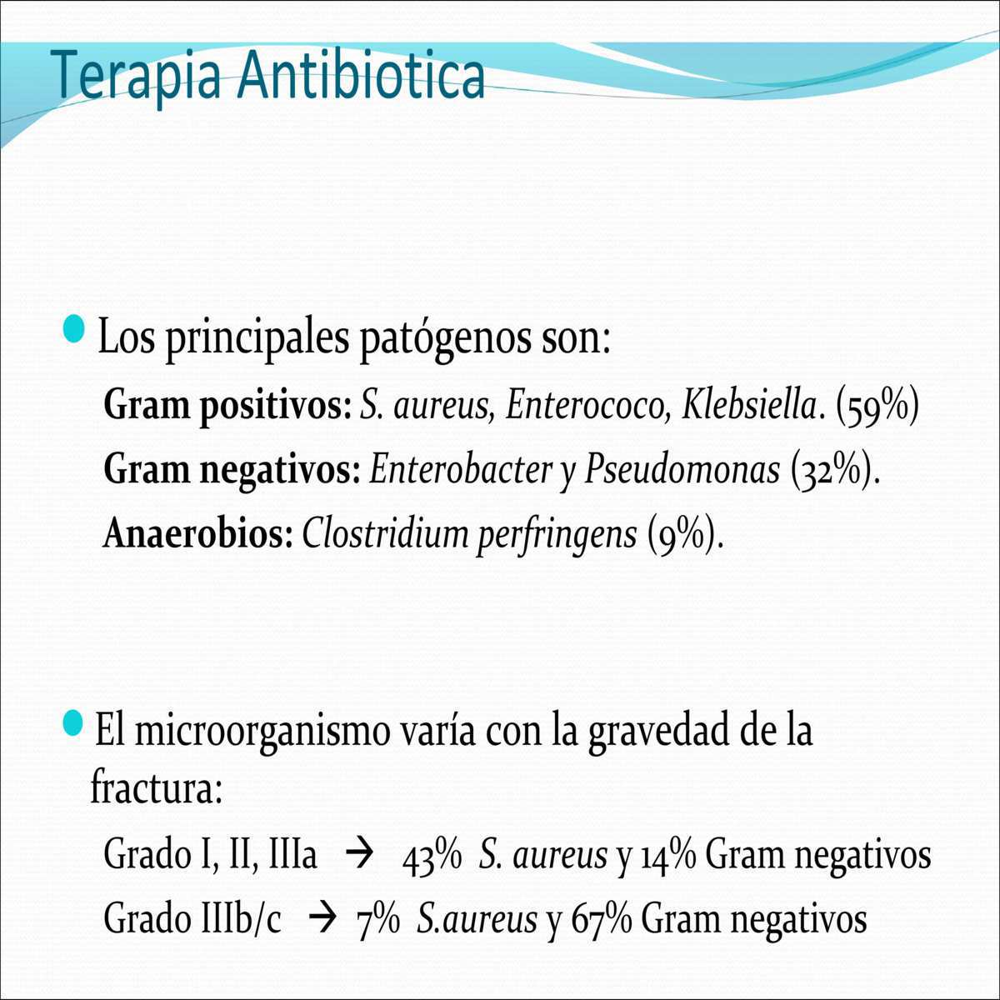 Terapia Antibiotica
Los principales patógenos son:
Gram positivos: S. aureus, Enterococo, Klebsiella. (59%)
Gram negativos: Enterobacter y Pseudomonas (32%).
Anaerobios: Clostridium perfringens (9%).
El microorganismo varía con la gravedad de la
fractura:
Grado I, II, IIIa → 43% S. aureus y 14% Gram negativos
Grado IIIb/c → 7% S.aureus y 67% Gram negativos